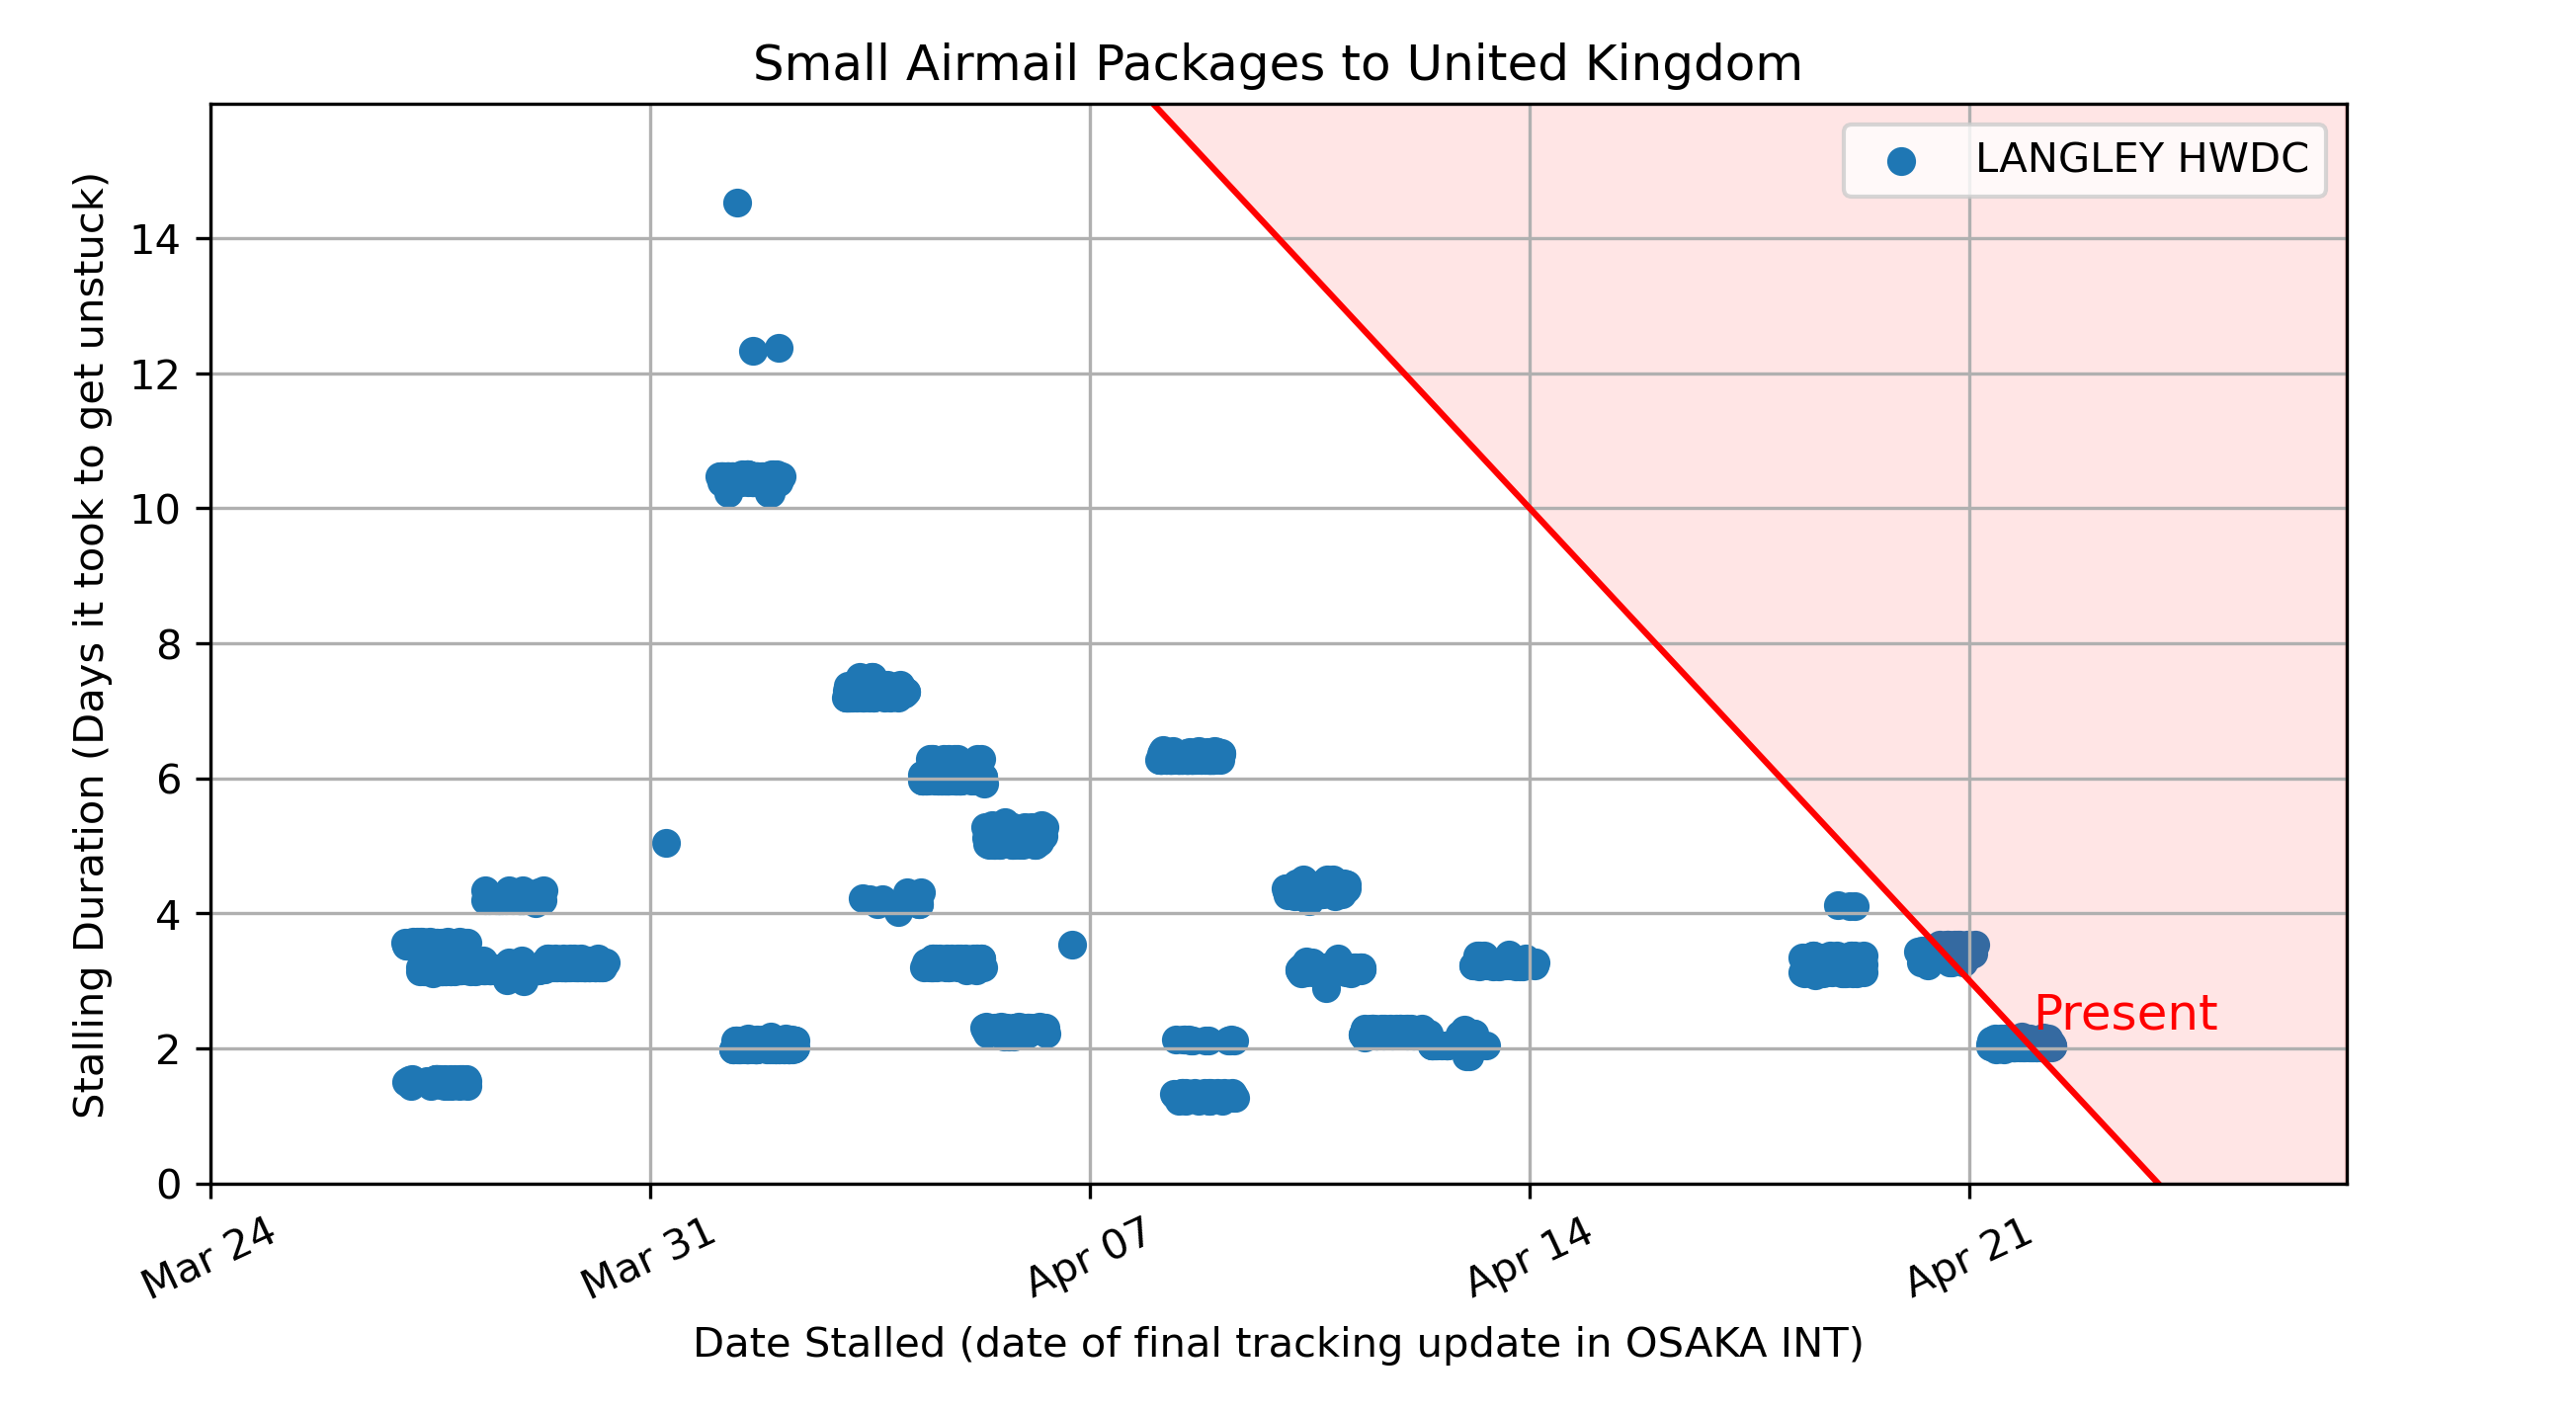 Small Airmail Packages to United Kingdom
LANGLEY HWDC
Stalling Duration (Days it took to get unstuck)
14
12
10
8
6
4
2
0
Present
Mar 24
Mar 31
Apr 07
Apr 14
Apr 21
Date Stalled (date of final tracking update in OSAKA INT)